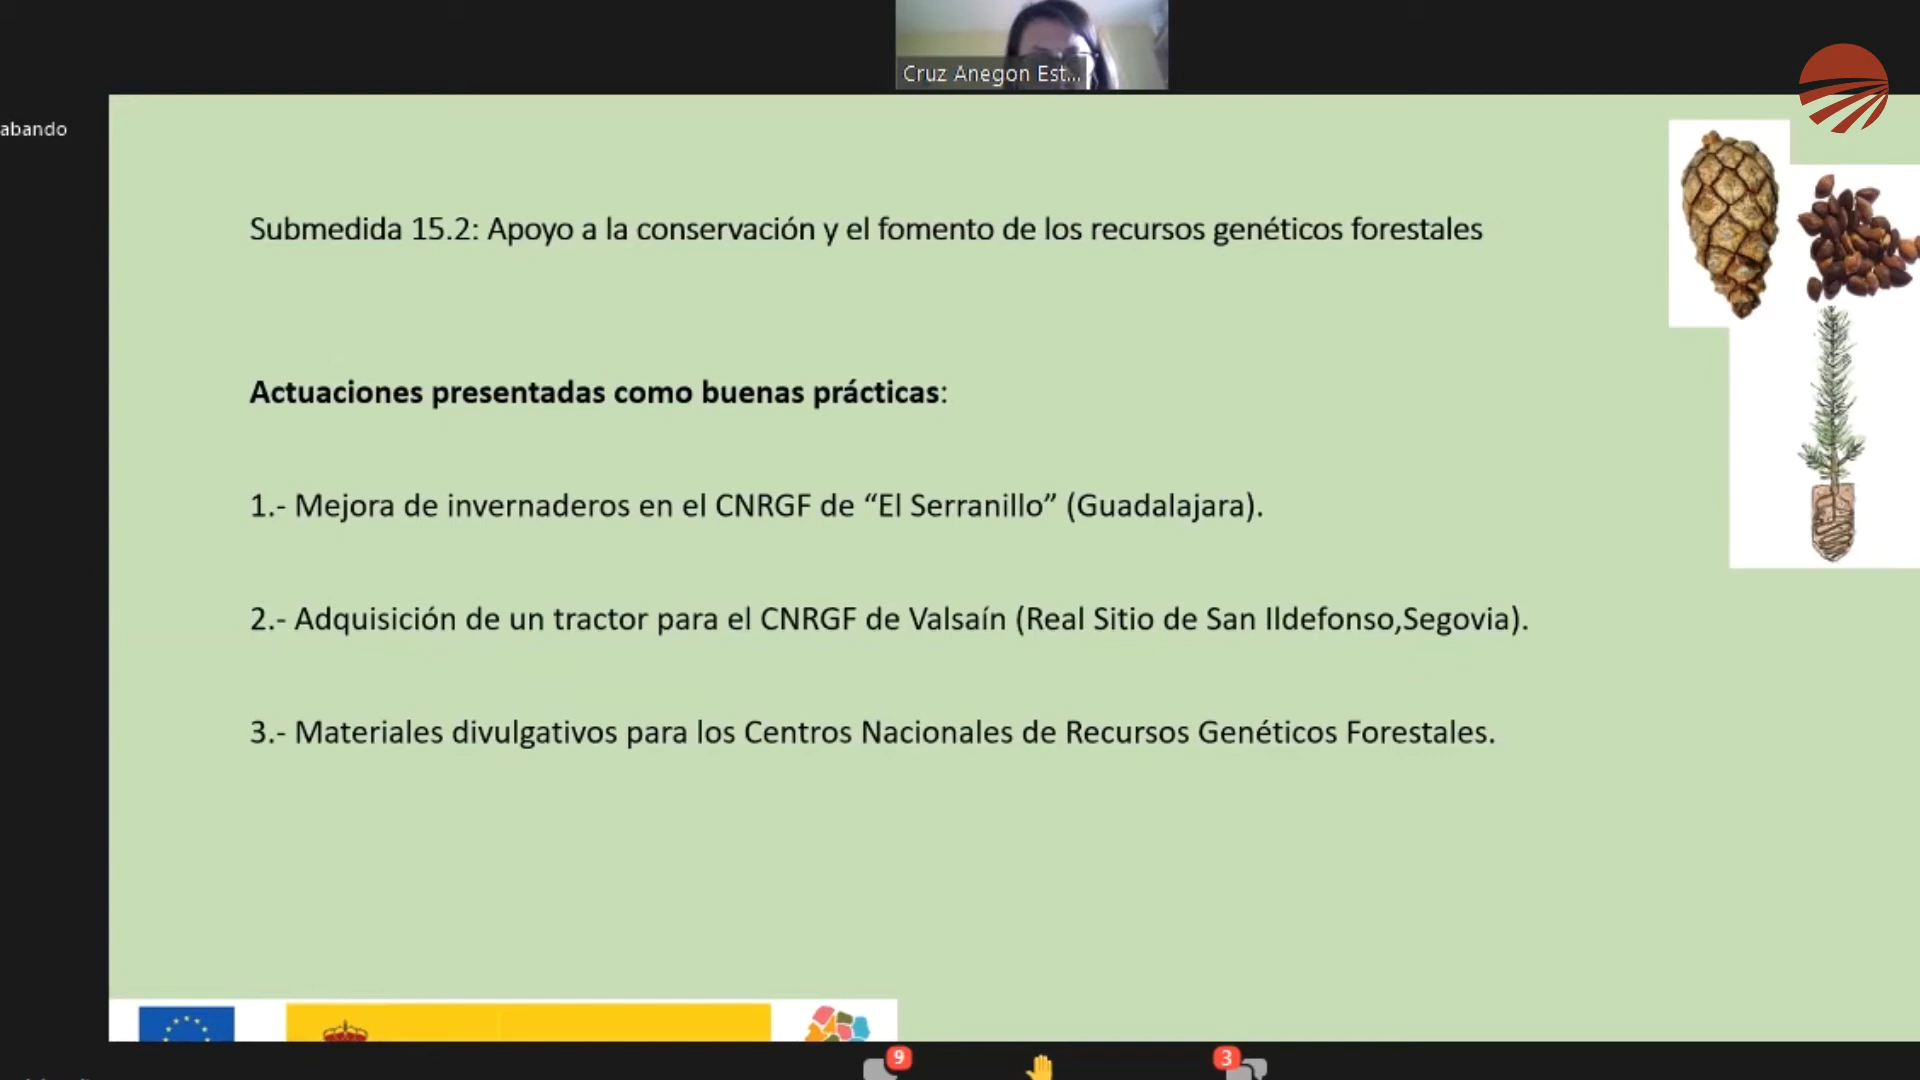 Cruz Anegon Est...
abando
Submedida 15.2: Apoyo a la conservación y el fomento de los recursos genéticos forestales
Actuaciones presentadas como buenas prácticas:
1.- Mejora de invernaderos en el CNRGF de “El Serranillo” (Guadalajara).
2.- Adquisición de un tractor para el CNRGF de Valsaín (Real Sitio de San Ildefonso,Segovia).
3.- Materiales divulgativos para los Centros Nacionales de Recursos Genéticos Forestales.
9
3